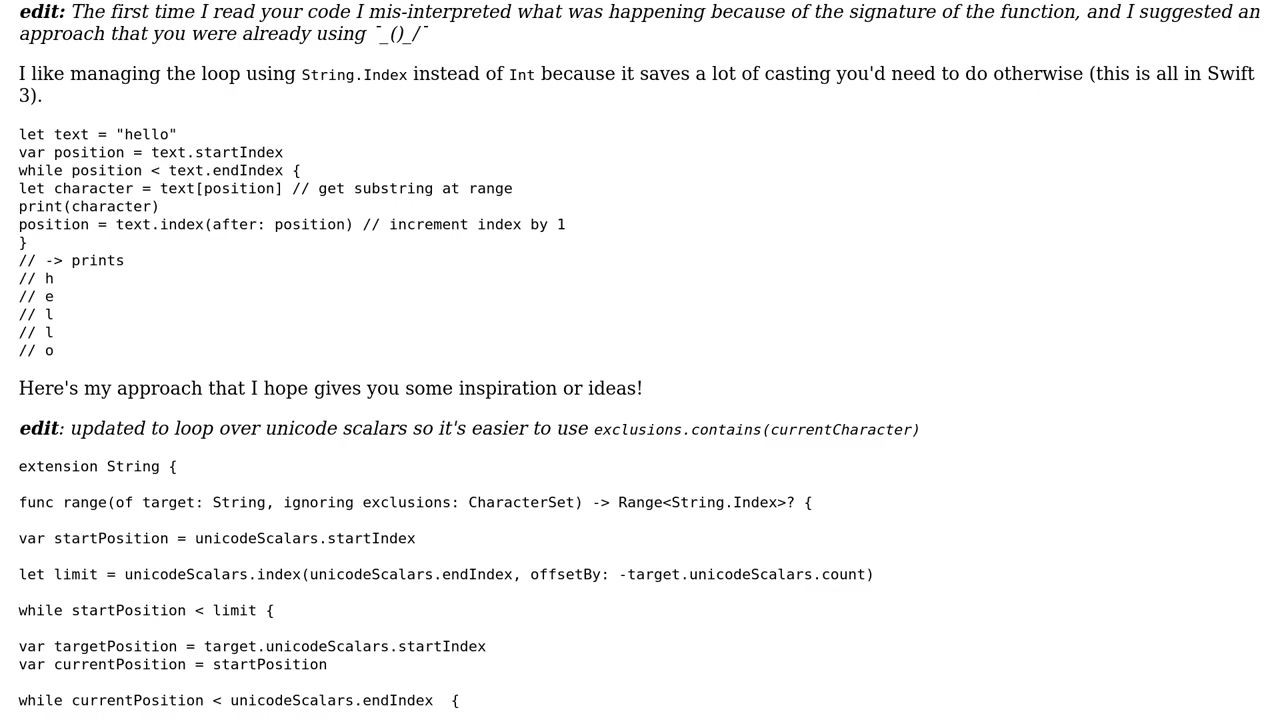 edit: The first time I read your code I mis-interpreted what was happening because of the signature of the function, and I suggested an
approach that you were already using ¯_()_/¯
I like managing the loop using String.Index instead of Int because it saves a lot of casting you'd need to do otherwise (this is all in Swift
3).
let text = "hello"
var position = text.startIndex
while position < text.endIndex {
let character = text[position] // get substring at range
print(character)
position = text.index(after: position) // increment index by 1
}
// -> prints
// h
// e
// l
// l
// o
Here's my approach that I hope gives you some inspiration or ideas!
edit: updated to loop over unicode scalars so it's easier to use exclusions.contains(currentCharacter)
extension String {
func range(of target: String, ignoring exclusions: CharacterSet) -> Range<String.Index>? {
var startPosition = unicodeScalars.startIndex
let limit = unicodeScalars.index(unicodeScalars.endIndex, offsetBy: -target.unicodeScalars.count)
while startPosition < limit {
var targetPosition = target.unicodeScalars.startIndex
var currentPosition = startPosition
while currentPosition < unicodeScalars.endIndex  {